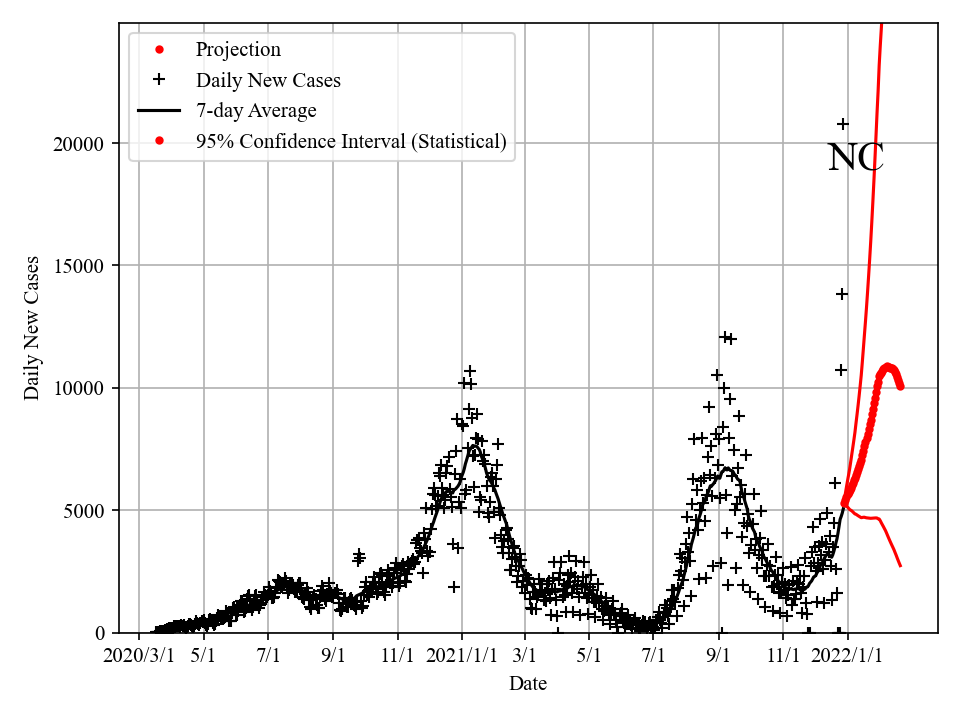 Projection
Daily New Cases
7-day Average
95% Confidence Interval (Statistical)
NC
Daily New Cases
20000
15000
10000
5000
0
2020/3/1 5/1 7/1 9/1 11/1 2021/1/1 3/1 5/1 7/1 9/1 11/1 2022/1/1
Date